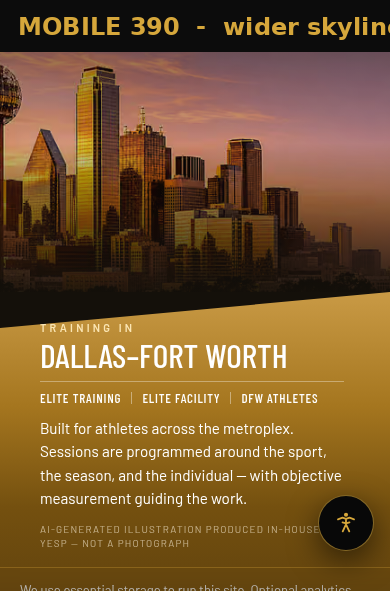 MOBILE 390 - wider skyline
TRAINING IN
DALLAS–FORT WORTH
ELITE TRAINING | ELITE FACILITY | DFW ATHLETES
Built for athletes across the metroplex.
Sessions are programmed around the sport,
the season, and the individual — with objective
measurement guiding the work.
AI-GENERATED ILLUSTRATION PRODUCED IN-HOUSE
YESP — NOT A PHOTOGRAPH
We use essential storage to run this site. Optional analytics